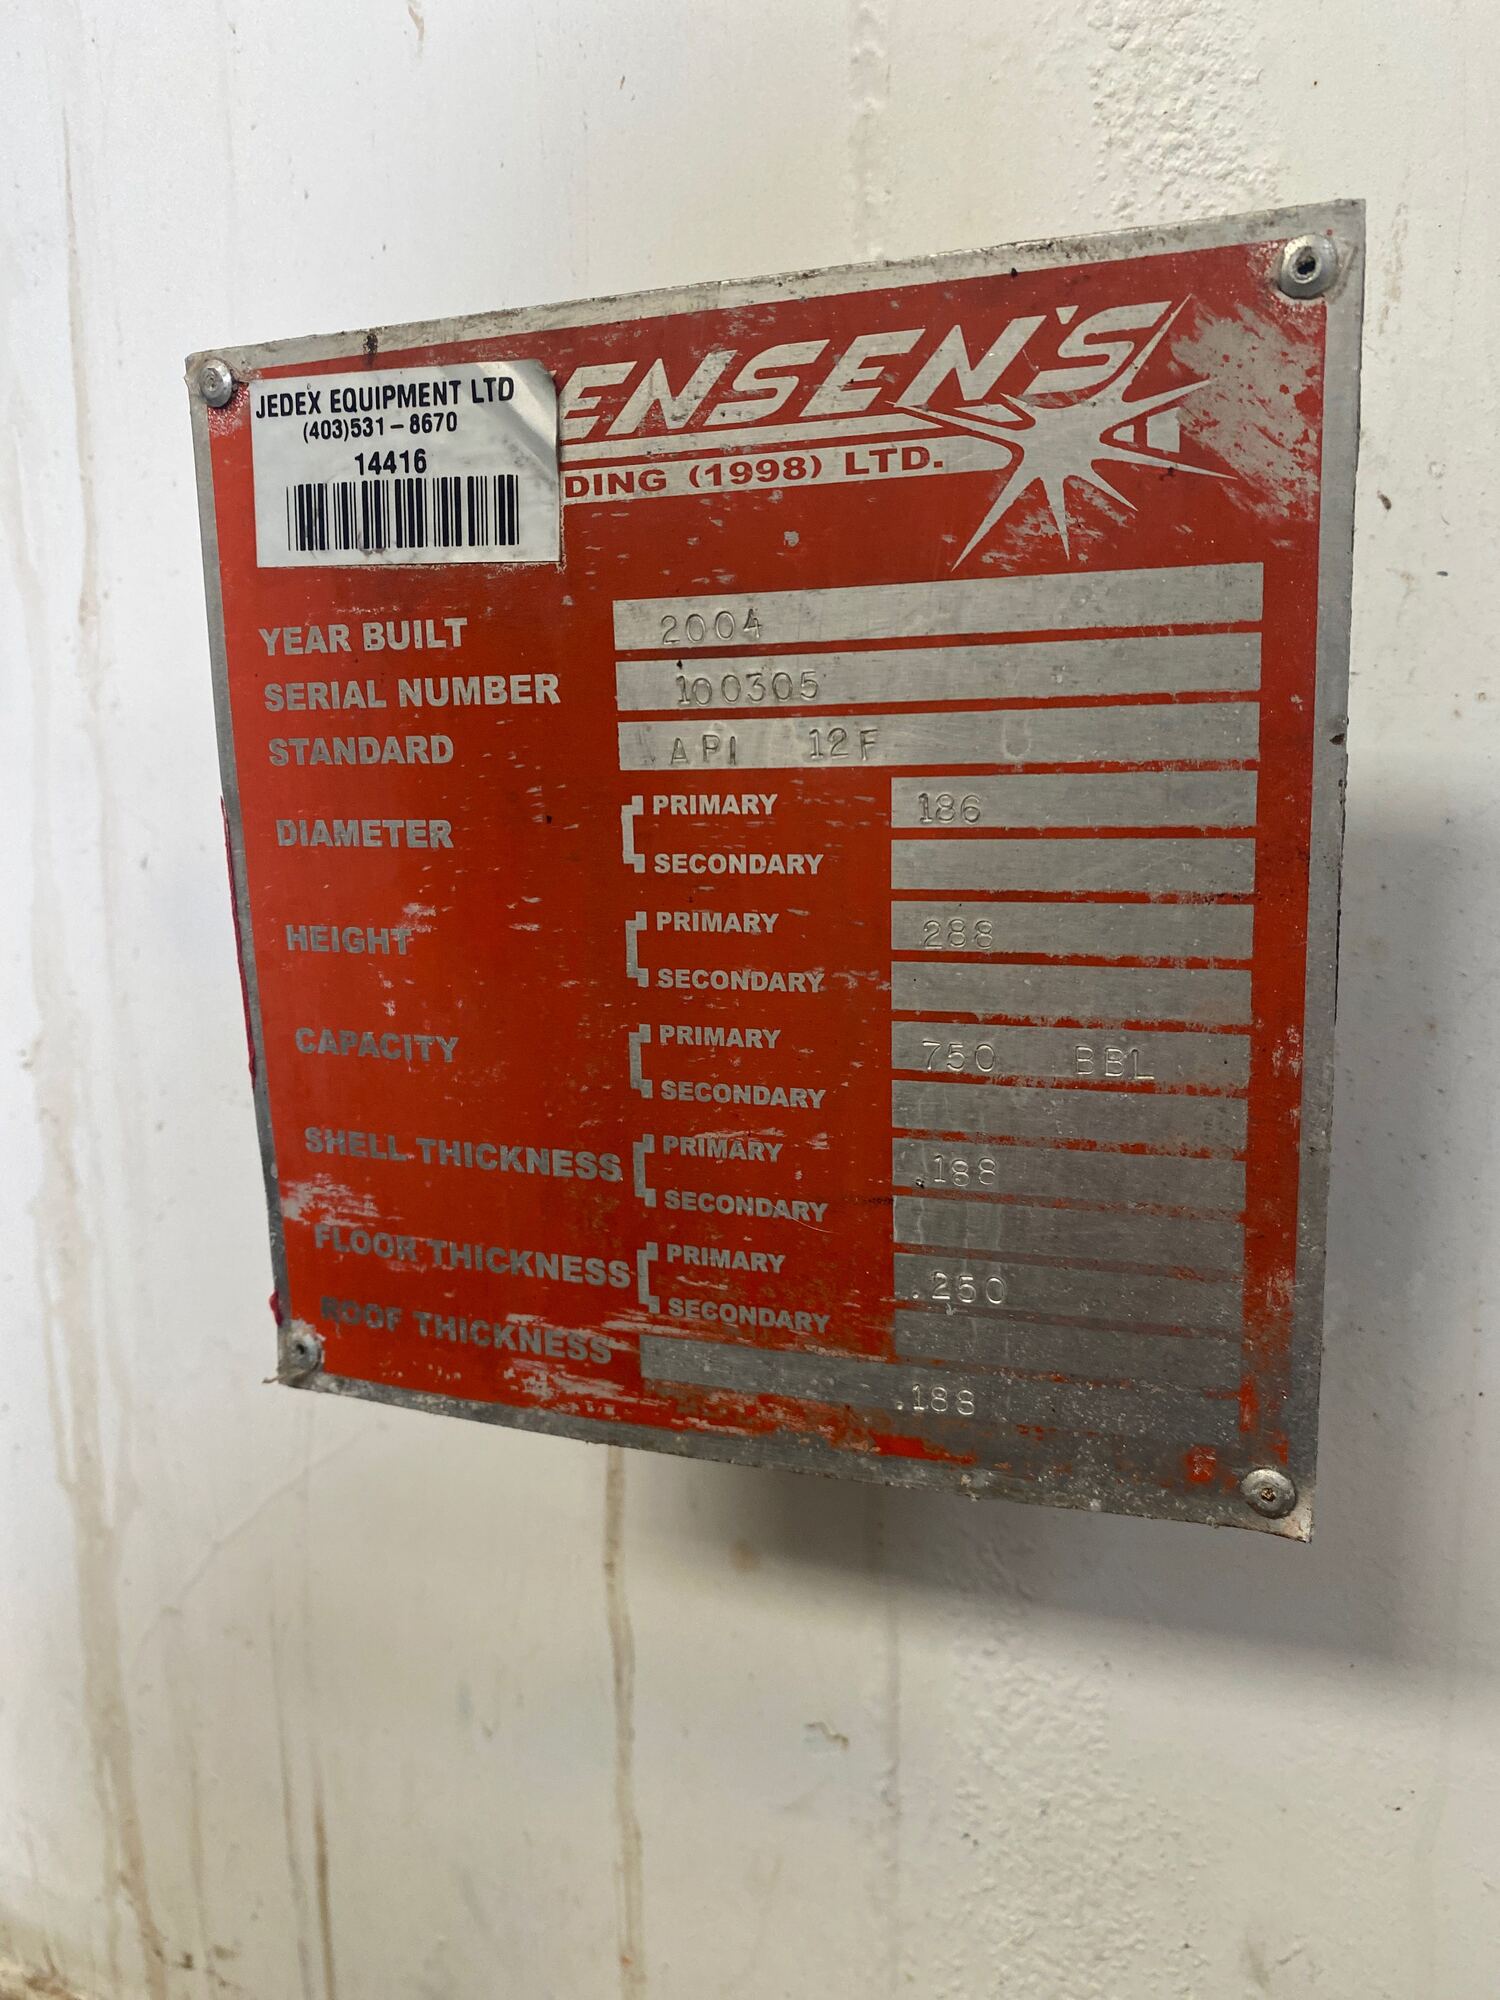 JEDEX EQUIPMENT LTD
(403)531-8670
14416
ENSEN'S
DING (1998) LTD.
YEAR BUILT 2004
SERIAL NUMBER 100305
STANDARD API 12F
DIAMETER PRIMARY 186
SECONDARY
HEIGHT PRIMARY 288
SECONDARY
CAPACITY PRIMARY 750 BBL
SECONDARY
SHELL THICKNESS PRIMARY .188
SECONDARY
FLOOR THICKNESS PRIMARY .250
SECONDARY
ROOF THICKNESS .188